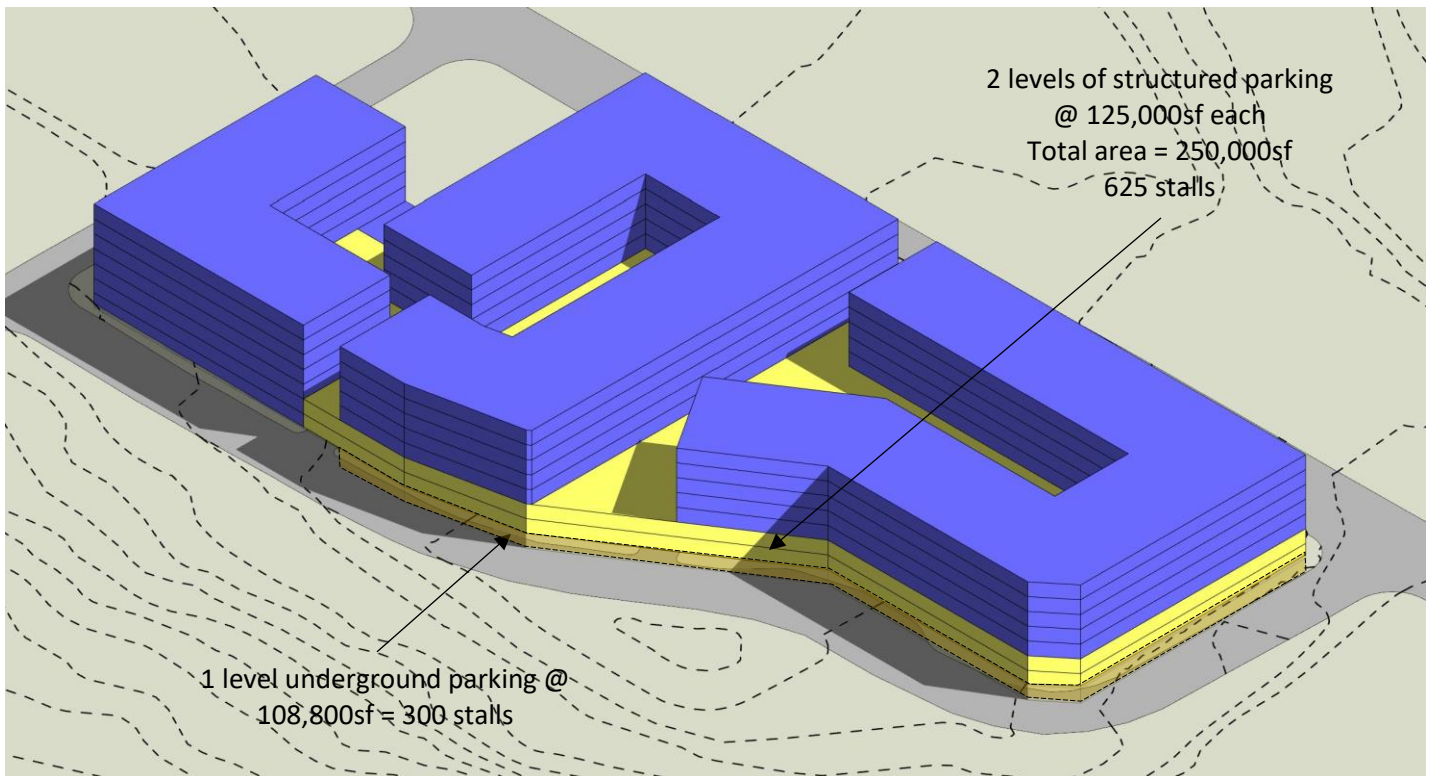 2 levels of structured parking
@ 125,000sf each
Total area = 250,000sf
625 stalls
1 level underground parking @
108,800sf = 300 stalls